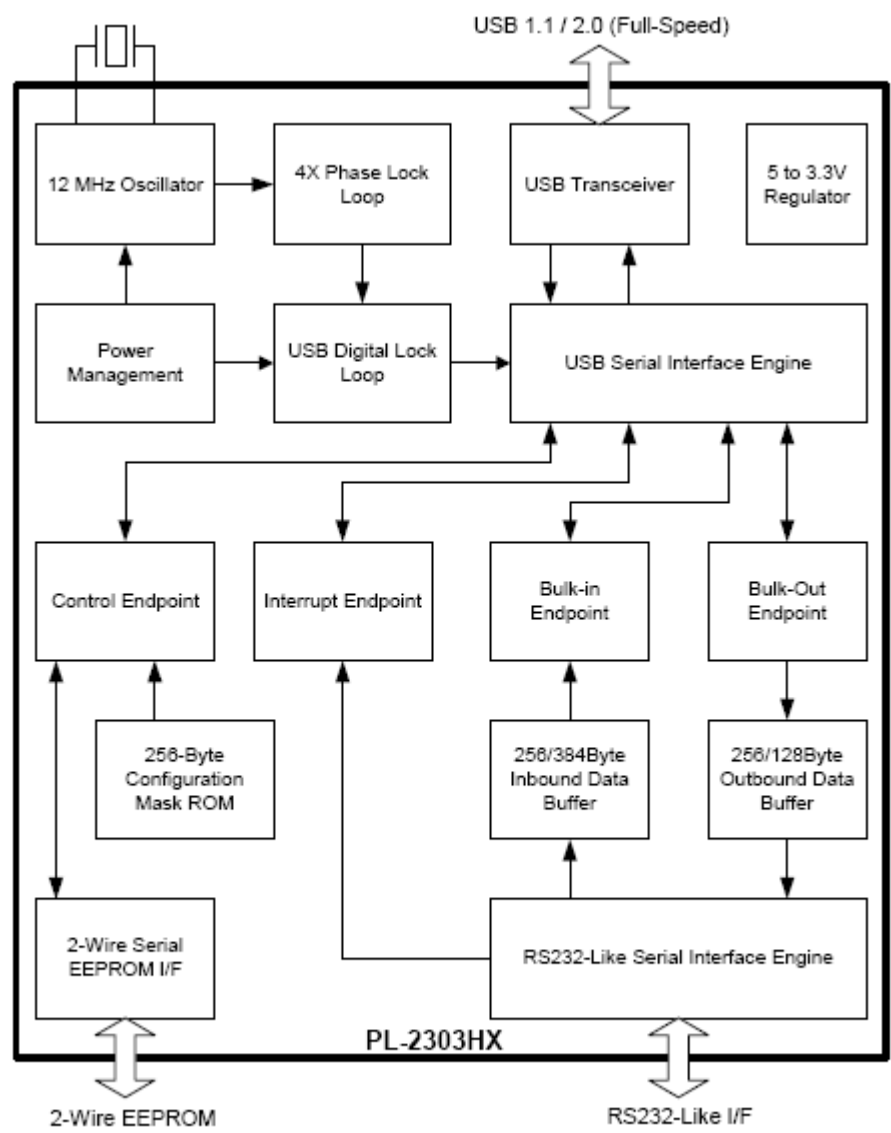 USB 1.1 / 2.0 (Full-Speed)
12 MHz Oscillator
4X Phase Lock
Loop
USB Transceiver
5 to 3.3V
Regulator
Power
Management
USB Digital Lock
Loop
USB Serial Interface Engine
Control Endpoint
Interrupt Endpoint
Bulk-in
Endpoint
Bulk-Out
Endpoint
256-Byte
Configuration
Mask ROM
256/384Byte
Inbound Data
Buffer
256/128Byte
Outbound Data
Buffer
2-Wire Serial
EEPROM I/F
RS232-Like Serial Interface Engine
PL-2303HX
2-Wire EEPROM
RS232-Like I/F